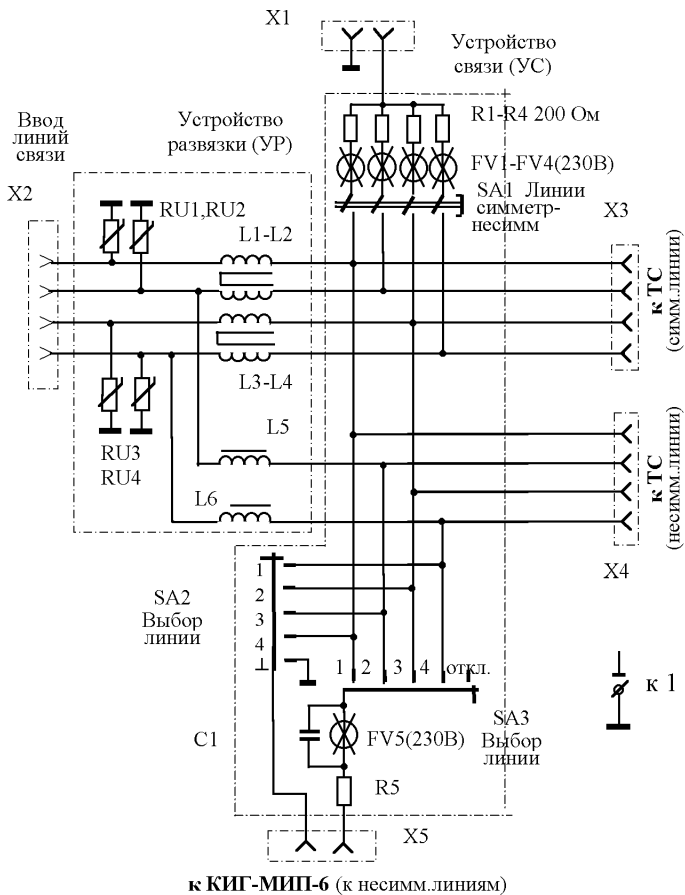 X1
Устройство
связи (УС)
R1-R4 200 Ом
FV1-FV4(230В)
SA1 Линии
симметр-
несимм
Ввод
линий
связи
X2
Устройство
развязки (УР)
RU1,RU2
L1-L2
X3
к ТС
(симм.линии)
L3-L4
RU3
RU4
L5
L6
к ТС
(несимм.линии)
X4
SA2
Выбор
линии
1
2
3
4
⊥
1 2 3 4 откл.
к 1
SA3
Выбор
линии
C1
FV5(230В)
R5
X5
к КИГ-МИП-6 (к несимм.линиям)